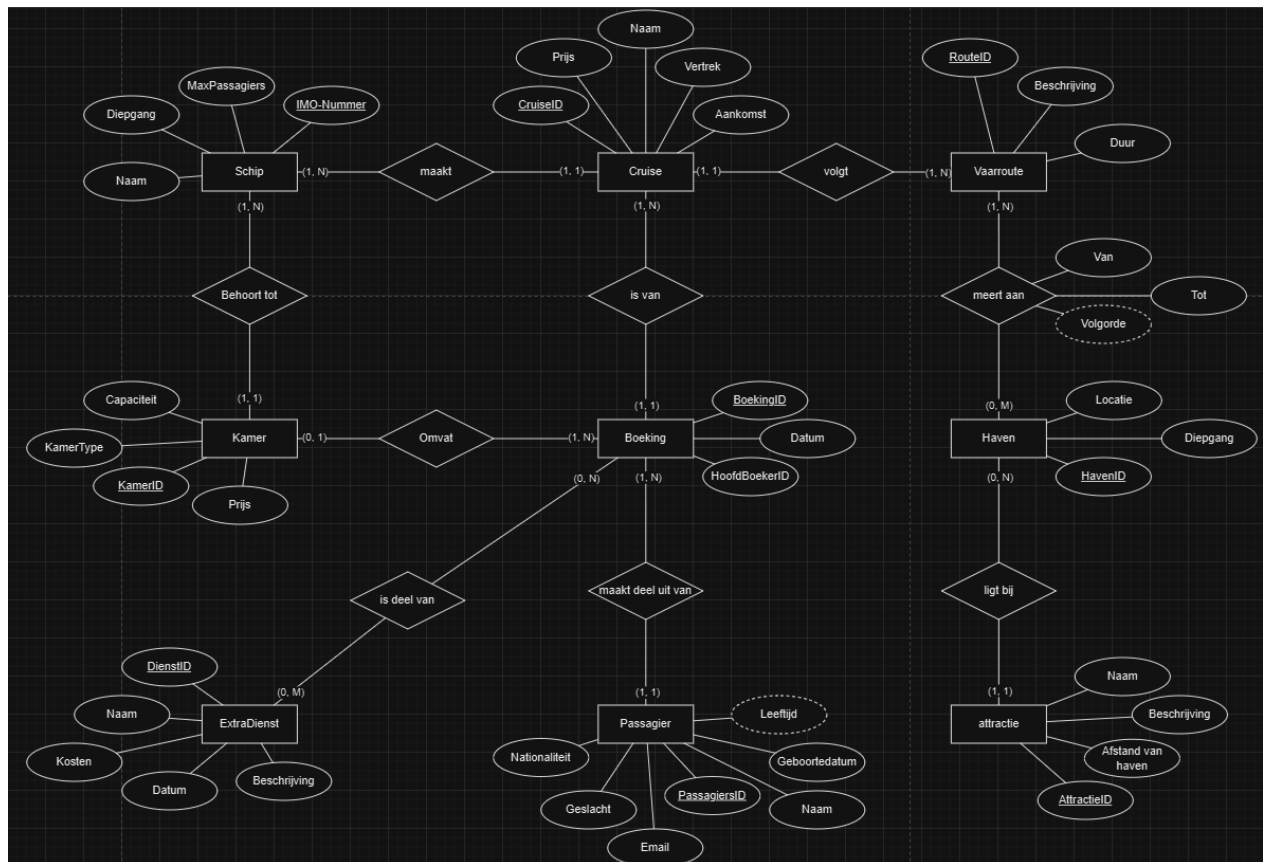 Naam
Prijs
Vertrek
RouteID
MaxPassagiers
Beschrijving
Diepgang
IMO-Nummer
CruiseID
Aankomst
Duur
Naam
Schip
(1, N)
maakt
(1, 1)
Cruise
(1, 1)
volgt
(1, N)
Vaarroute
(1, N)
(1, N)
(1, N)
Van
Behoort tot
is van
meert aan
Tot
Volgorde
Capaciteit
(1, 1)
(1, 1)
BoekingID
(0, M)
Locatie
KamerType
Kamer
(0, 1)
Omvat
(1, N)
Boeking
Datum
Haven
Diepgang
KamerID
Prijs
(0, N)
(1, N)
HoofdBoekerID
(0, N)
HavenID
is deel van
maakt deel uit van
ligt bij
DienstID
(0, M)
(1, 1)
(1, 1)
Naam
Naam
ExtraDienst
Passagier
Leeftijd
attractie
Beschrijving
Kosten
Datum
Beschrijving
Nationaliteit
Geboortedatum
Afstand van
haven
Geslacht
PassagiersID
Naam
AttractieID
Email